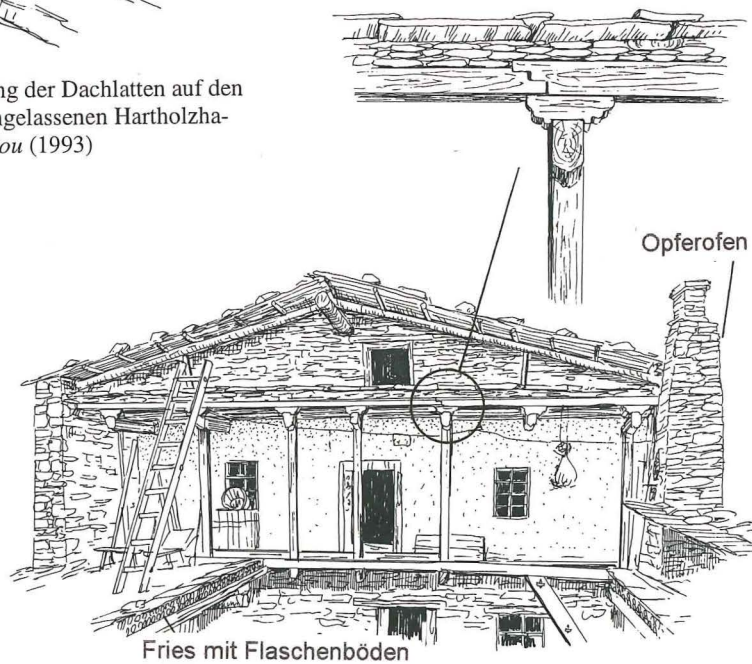 ng der Dachlatten auf den
ngelassenen Hartholzha-
ou (1993)
Opferofen
Fries mit Flaschenböden